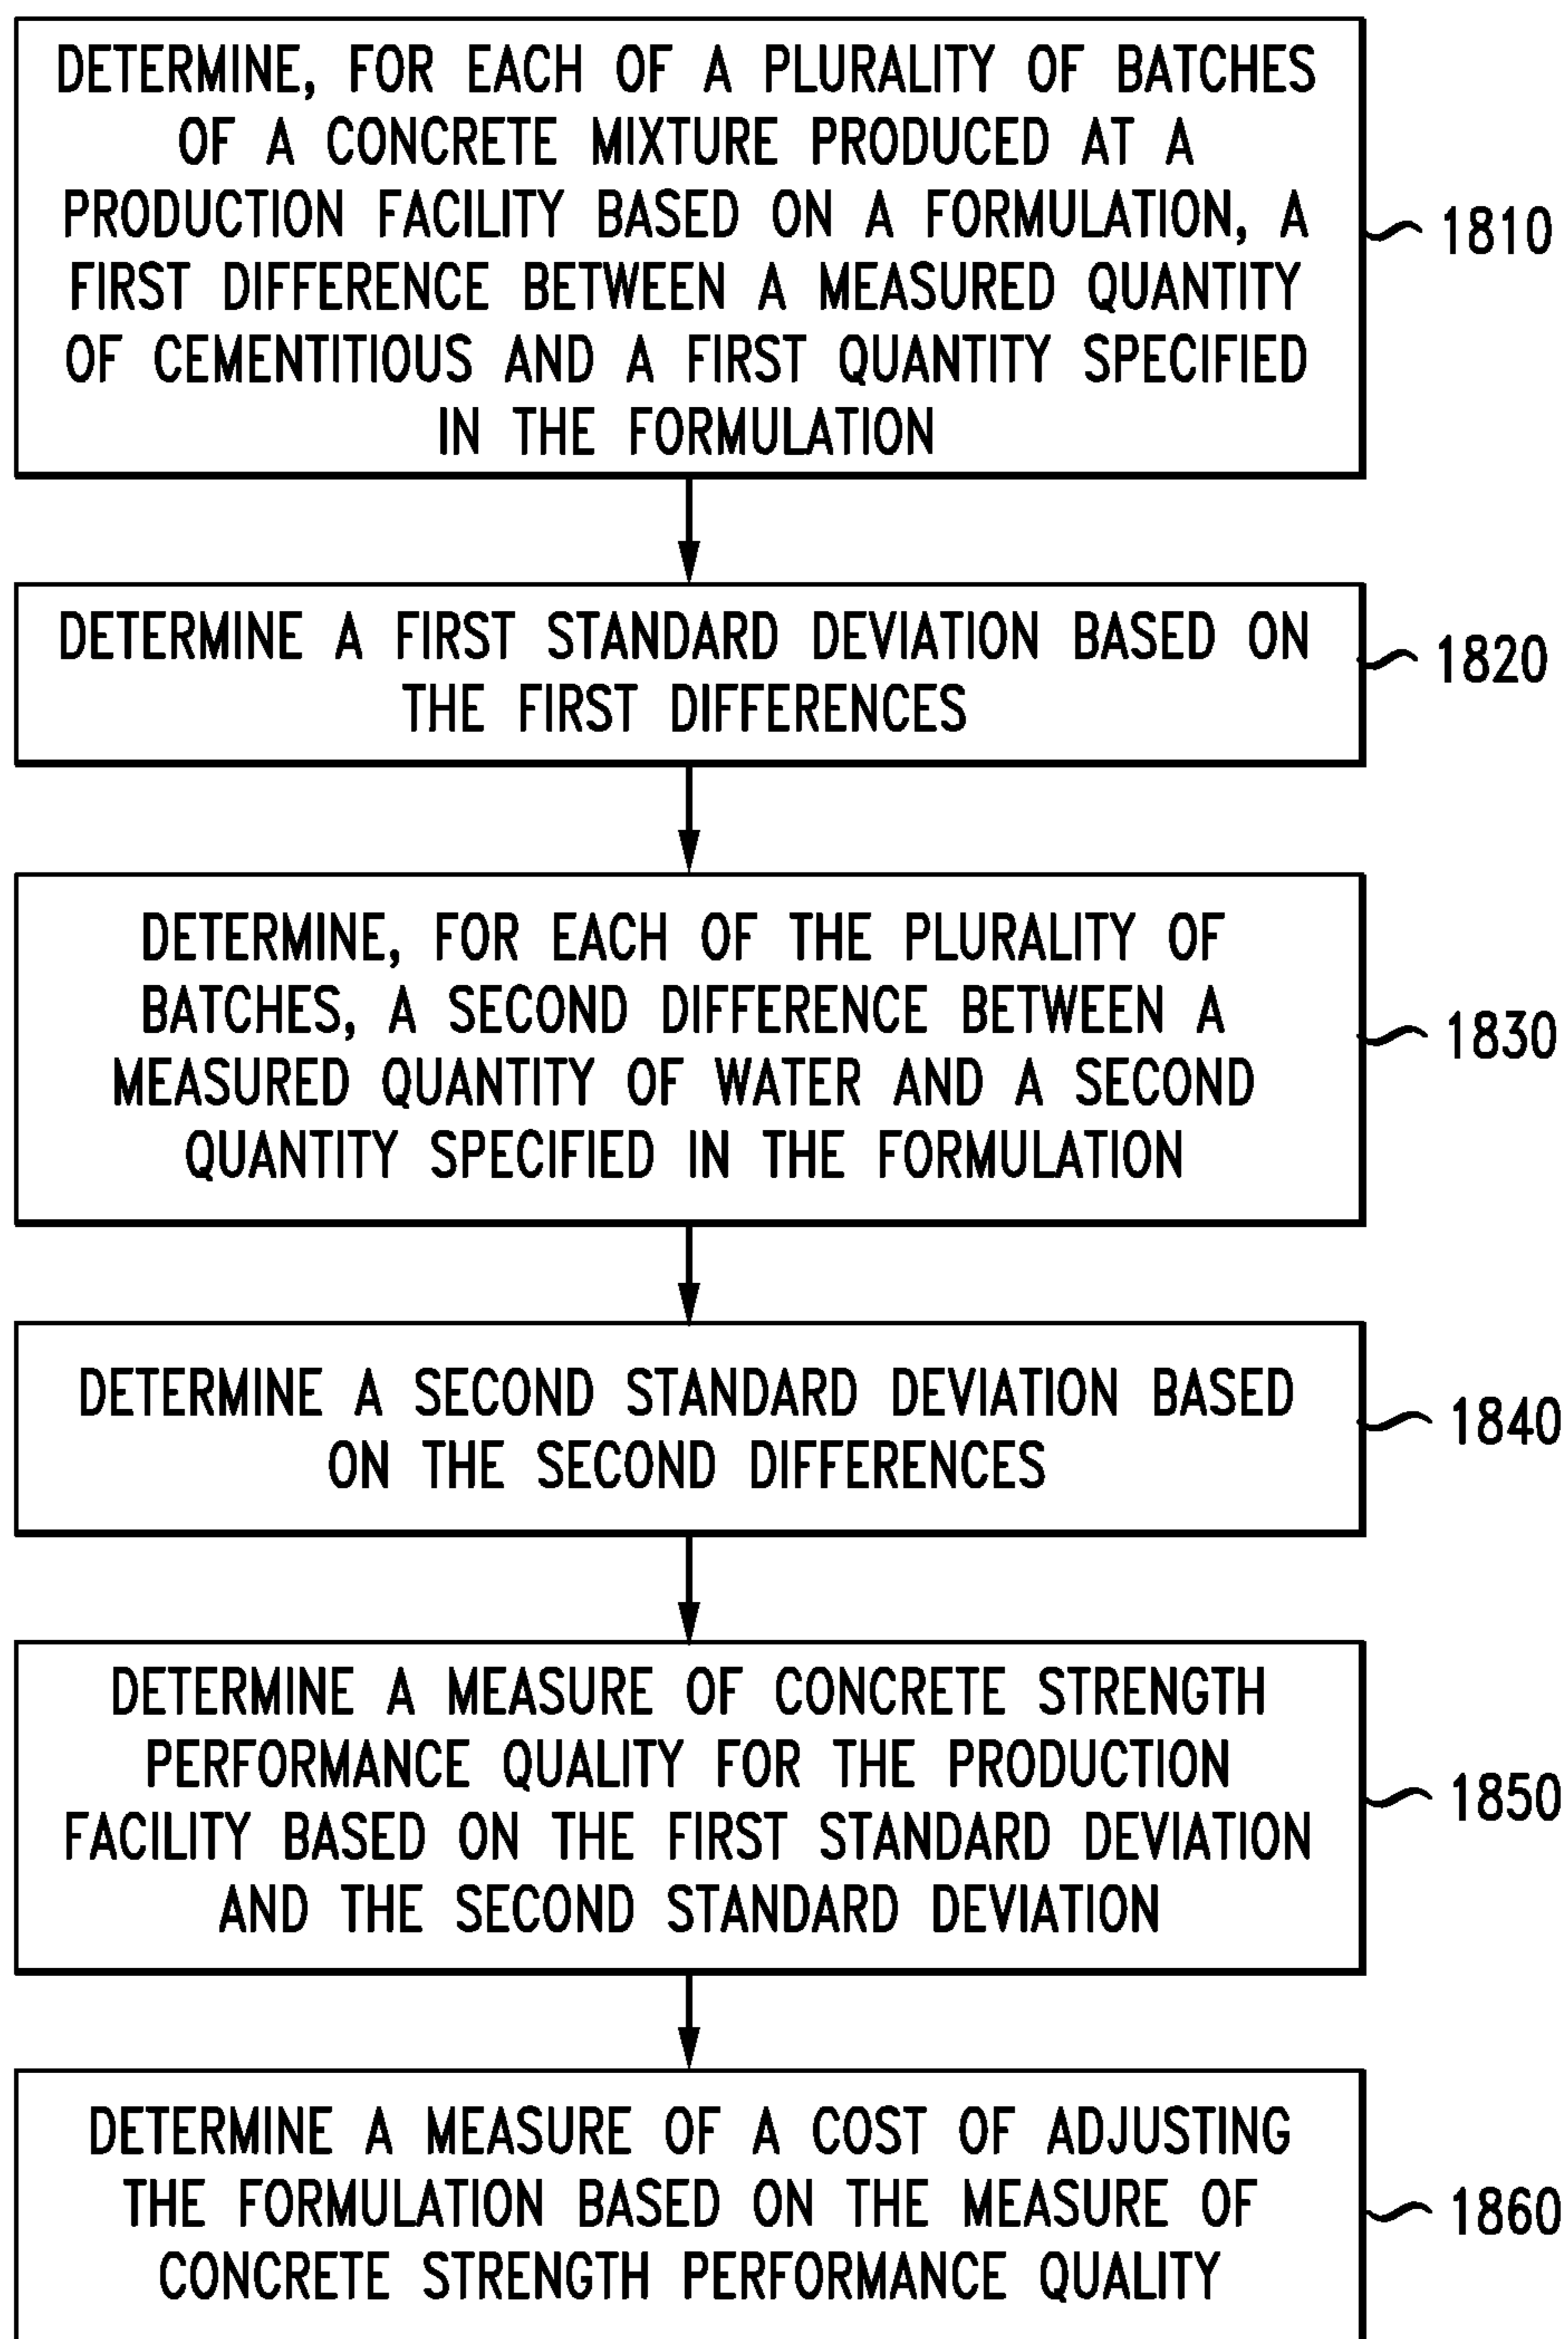 DETERMINE, FOR EACH OF A PLURALITY OF BATCHES
OF A CONCRETE MIXTURE PRODUCED AT A
PRODUCTION FACILITY BASED ON A FORMULATION, A
FIRST DIFFERENCE BETWEEN A MEASURED QUANTITY
OF CEMENTITIOUS AND A FIRST QUANTITY SPECIFIED
IN THE FORMULATION
1810
DETERMINE A FIRST STANDARD DEVIATION BASED ON
THE FIRST DIFFERENCES
1820
DETERMINE, FOR EACH OF THE PLURALITY OF
BATCHES, A SECOND DIFFERENCE BETWEEN A
MEASURED QUANTITY OF WATER AND A SECOND
QUANTITY SPECIFIED IN THE FORMULATION
1830
DETERMINE A SECOND STANDARD DEVIATION BASED
ON THE SECOND DIFFERENCES
1840
DETERMINE A MEASURE OF CONCRETE STRENGTH
PERFORMANCE QUALITY FOR THE PRODUCTION
FACILITY BASED ON THE FIRST STANDARD DEVIATION
AND THE SECOND STANDARD DEVIATION
1850
DETERMINE A MEASURE OF A COST OF ADJUSTING
THE FORMULATION BASED ON THE MEASURE OF
CONCRETE STRENGTH PERFORMANCE QUALITY
1860